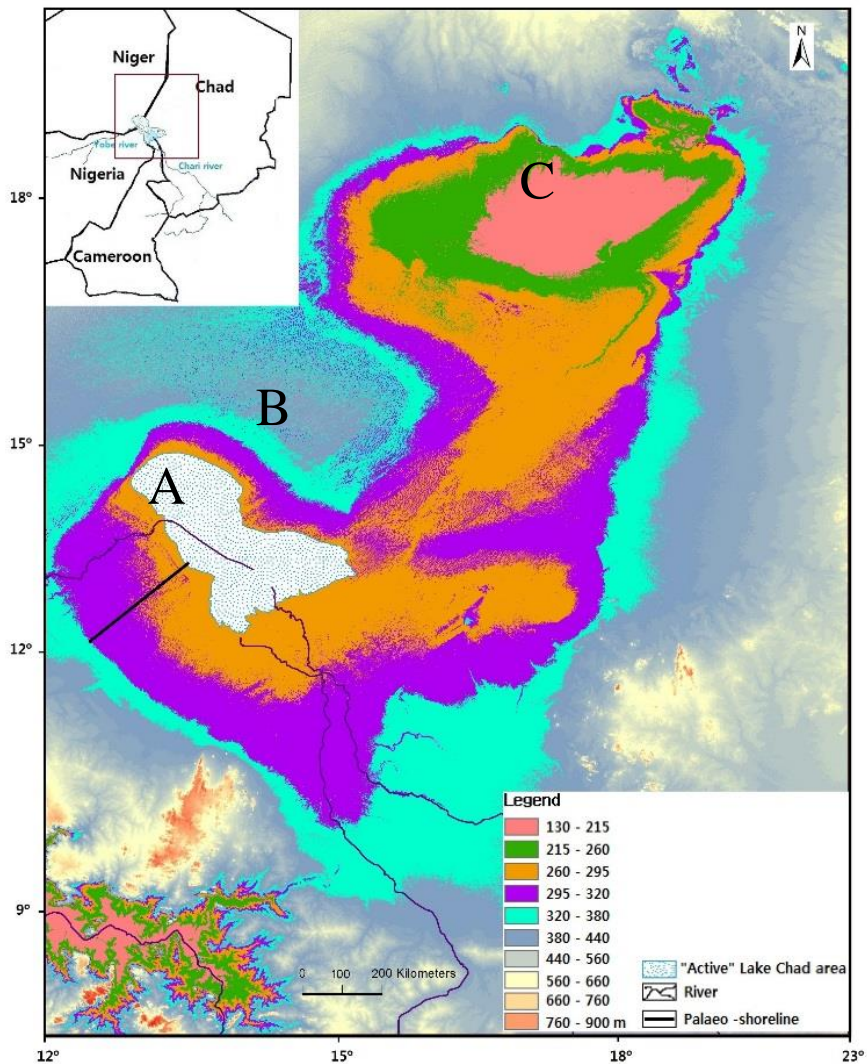 Niger
Chad
Yobe river
Nigeria
Chari river
Cameroon
N
18°
C
B
15°
A
12°
9°
0 100 200 Kilometers
Legend
130 - 215
215 - 260
260 - 295
295 - 320
320 - 380
380 - 440
440 - 560
560 - 660
660 - 760
760 - 900 m
"Active" Lake Chad area
River
Palaeo -shoreline
12° 15° 18° 23°